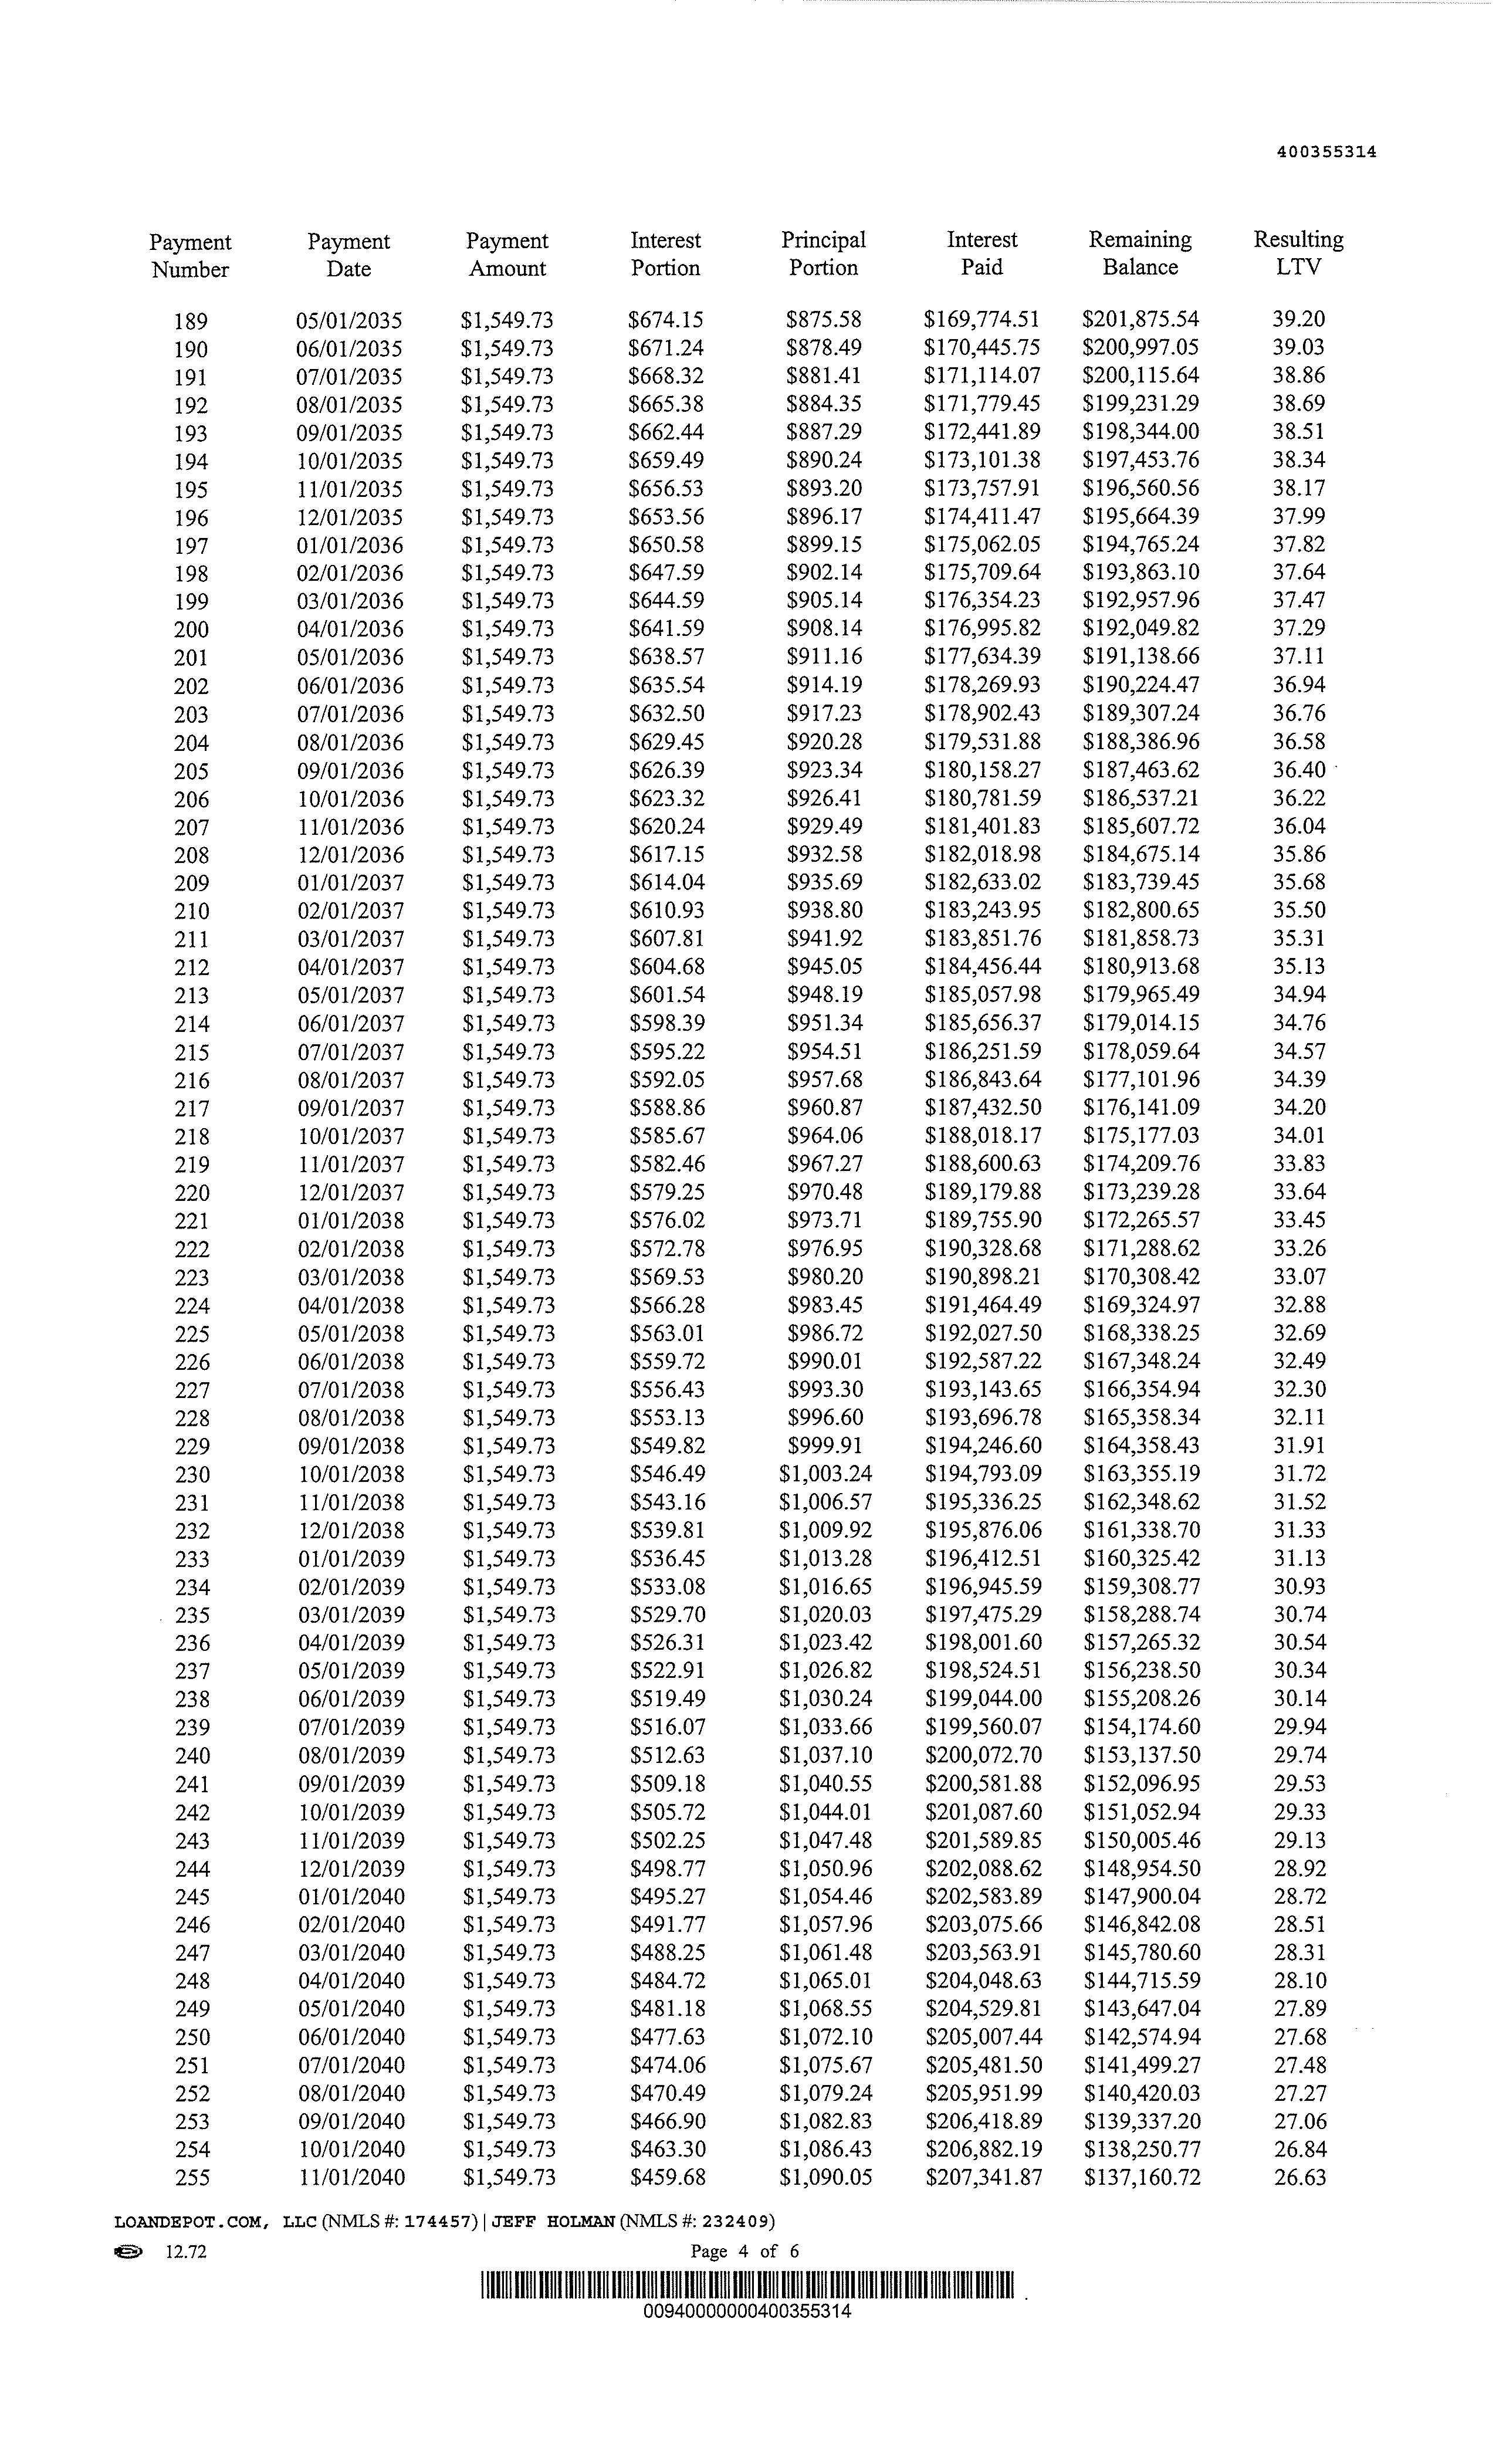 400355314
Payment Payment Payment Interest Principal Interest Remaining Resulting
Number Date Amount Portion Portion Paid Balance LTV
189 05/01/2035 $1,549.73 $674.15 $875.58 $169,774.51 $201,875.54 39.20
190 06/01/2035 $1,549.73 $671.24 $878.49 $170,445.75 $200,997.05 39.03
191 07/01/2035 $1,549.73 $668.32 $881.41 $171,114.07 $200,115.64 38.86
192 08/01/2035 $1,549.73 $665.38 $884.35 $171,779.45 $199,231.29 38.69
193 09/01/2035 $1,549.73 $662.44 $887.29 $172,441.89 $198,344.00 38.51
194 10/01/2035 $1,549.73 $659.49 $890.24 $173,101.38 $197,453.76 38.34
195 11/01/2035 $1,549.73 $656.53 $893.20 $173,757.91 $196,560.56 38.17
196 12/01/2035 $1,549.73 $653.56 $896.17 $174,411.47 $195,664.39 37.99
197 01/01/2036 $1,549.73 $650.58 $899.15 $175,062.05 $194,765.24 37.82
198 02/01/2036 $1,549.73 $647.59 $902.14 $175,709.64 $193,863.10 37.64
199 03/01/2036 $1,549.73 $644.59 $905.14 $176,354.23 $192,957.96 37.47
200 04/01/2036 $1,549.73 $641.59 $908.14 $176,995.82 $192,049.82 37.29
201 05/01/2036 $1,549.73 $638.57 $911.16 $177,634.39 $191,138.66 37.11
202 06/01/2036 $1,549.73 $635.54 $914.19 $178,269.93 $190,224.47 36.94
203 07/01/2036 $1,549.73 $632.50 $917.23 $178,902.43 $189,307.24 36.76
204 08/01/2036 $1,549.73 $629.45 $920.28 $179,531.88 $188,386.96 36.58
205 09/01/2036 $1,549.73 $626.39 $923.34 $180,158.27 $187,463.62 36.40
206 10/01/2036 $1,549.73 $623.32 $926.41 $180,781.59 $186,537.21 36.22
207 11/01/2036 $1,549.73 $620.24 $929.49 $181,401.83 $185,607.72 36.04
208 12/01/2036 $1,549.73 $617.15 $932.58 $182,018.98 $184,675.14 35.86
209 01/01/2037 $1,549.73 $614.04 $935.69 $182,633.02 $183,739.45 35.68
210 02/01/2037 $1,549.73 $610.93 $938.80 $183,243.95 $182,800.65 35.50
211 03/01/2037 $1,549.73 $607.81 $941.92 $183,851.76 $181,858.73 35.31
212 04/01/2037 $1,549.73 $604.68 $945.05 $184,456.44 $180,913.68 35.13
213 05/01/2037 $1,549.73 $601.54 $948.19 $185,057.98 $179,965.49 34.94
214 06/01/2037 $1,549.73 $598.39 $951.34 $185,656.37 $179,014.15 34.76
215 07/01/2037 $1,549.73 $595.22 $954.51 $186,251.59 $178,059.64 34.57
216 08/01/2037 $1,549.73 $592.05 $957.68 $186,843.64 $177,101.96 34.39
217 09/01/2037 $1,549.73 $588.86 $960.87 $187,432.50 $176,141.09 34.20
218 10/01/2037 $1,549.73 $585.67 $964.06 $188,018.17 $175,177.03 34.01
219 11/01/2037 $1,549.73 $582.46 $967.27 $188,600.63 $174,209.76 33.83
220 12/01/2037 $1,549.73 $579.25 $970.48 $189,179.88 $173,239.28 33.64
221 01/01/2038 $1,549.73 $576.02 $973.71 $189,755.90 $172,265.57 33.45
222 02/01/2038 $1,549.73 $572.78 $976.95 $190,328.68 $171,288.62 33.26
223 03/01/2038 $1,549.73 $569.53 $980.20 $190,898.21 $170,308.42 33.07
224 04/01/2038 $1,549.73 $566.28 $983.45 $191,464.49 $169,324.97 32.88
225 05/01/2038 $1,549.73 $563.01 $986.72 $192,027.50 $168,338.25 32.69
226 06/01/2038 $1,549.73 $559.72 $990.01 $192,587.22 $167,348.24 32.49
227 07/01/2038 $1,549.73 $556.43 $993.30 $193,143.65 $166,354.94 32.30
228 08/01/2038 $1,549.73 $553.13 $996.60 $193,696.78 $165,358.34 32.11
229 09/01/2038 $1,549.73 $549.82 $999.91 $194,246.60 $164,358.43 31.91
230 10/01/2038 $1,549.73 $546.49 $1,003.24 $194,793.09 $163,355.19 31.72
231 11/01/2038 $1,549.73 $543.16 $1,006.57 $195,336.25 $162,348.62 31.52
232 12/01/2038 $1,549.73 $539.81 $1,009.92 $195,876.06 $161,338.70 31.33
233 01/01/2039 $1,549.73 $536.45 $1,013.28 $196,412.51 $160,325.42 31.13
234 02/01/2039 $1,549.73 $533.08 $1,016.65 $196,945.59 $159,308.77 30.93
235 03/01/2039 $1,549.73 $529.70 $1,020.03 $197,475.29 $158,288.74 30.74
236 04/01/2039 $1,549.73 $526.31 $1,023.42 $198,001.60 $157,265.32 30.54
237 05/01/2039 $1,549.73 $522.91 $1,026.82 $198,524.51 $156,238.50 30.34
238 06/01/2039 $1,549.73 $519.49 $1,030.24 $199,044.00 $155,208.26 30.14
239 07/01/2039 $1,549.73 $516.07 $1,033.66 $199,560.07 $154,174.60 29.94
240 08/01/2039 $1,549.73 $512.63 $1,037.10 $200,072.70 $153,137.50 29.74
241 09/01/2039 $1,549.73 $509.18 $1,040.55 $200,581.88 $152,096.95 29.53
242 10/01/2039 $1,549.73 $505.72 $1,044.01 $201,087.60 $151,052.94 29.33
243 11/01/2039 $1,549.73 $502.25 $1,047.48 $201,589.85 $150,005.46 29.13
244 12/01/2039 $1,549.73 $498.77 $1,050.96 $202,088.62 $148,954.50 28.92
245 01/01/2040 $1,549.73 $495.27 $1,054.46 $202,583.89 $147,900.04 28.72
246 02/01/2040 $1,549.73 $491.77 $1,057.96 $203,075.66 $146,842.08 28.51
247 03/01/2040 $1,549.73 $488.25 $1,061.48 $203,563.91 $145,780.60 28.31
248 04/01/2040 $1,549.73 $484.72 $1,065.01 $204,048.63 $144,715.59 28.10
249 05/01/2040 $1,549.73 $481.18 $1,068.55 $204,529.81 $143,647.04 27.89
250 06/01/2040 $1,549.73 $477.63 $1,072.10 $205,007.44 $142,574.94 27.68
251 07/01/2040 $1,549.73 $474.06 $1,075.67 $205,481.50 $141,499.27 27.48
252 08/01/2040 $1,549.73 $470.49 $1,079.24 $205,951.99 $140,420.03 27.27
253 09/01/2040 $1,549.73 $466.90 $1,082.83 $206,418.89 $139,337.20 27.06
254 10/01/2040 $1,549.73 $463.30 $1,086.43 $206,882.19 $138,250.77 26.84
255 11/01/2040 $1,549.73 $459.68 $1,090.05 $207,341.87 $137,160.72 26.63
LOANDEPOT.COM, LLC (NMLS #: 174457) | JEFF HOLMAN (NMLS #: 232409)
12.72 Page 4 of 6
00940000000400355314